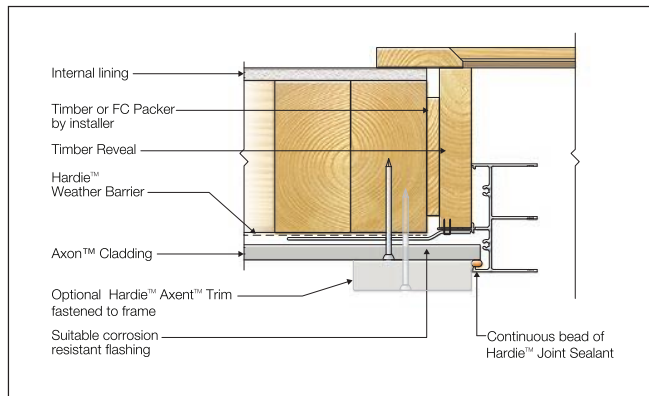 Internal lining
Timber or FC Packer
by installer
Timber Reveal
Hardie™
Weather Barrier
Axon™ Cladding
Optional Hardie™ Axent™ Trim
fastened to frame
Suitable corrosion
resistant flashing
Continuous bead of
Hardie™ Joint Sealant